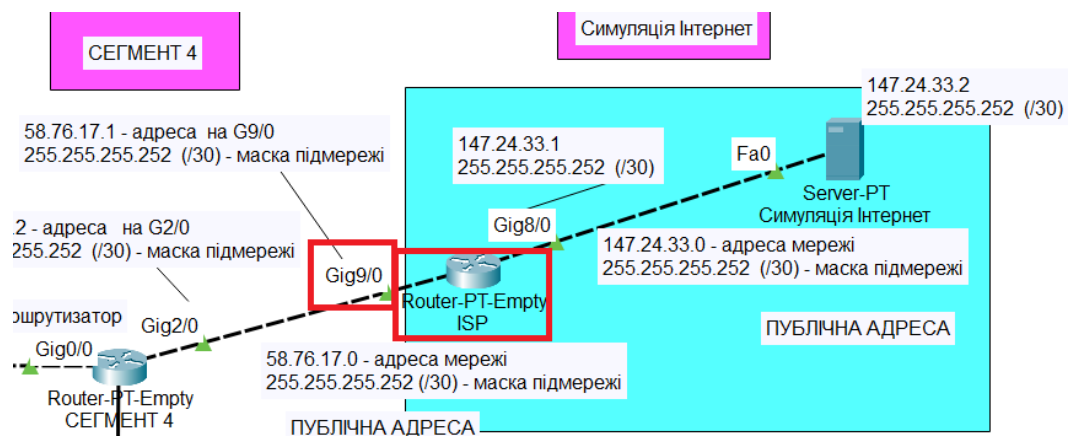 СЕГМЕНТ 4
Симуляція Інтернет
147.24.33.2
255.255.255.252 (/30)
58.76.17.1 - адреса на G9/0
255.255.255.252 (/30) - маска підмережі
147.24.33.1
255.255.255.252 (/30)
Fa0
Server-PT
Симуляція Інтернет
.2 - адреса на G2/0
255.252 (/30) - маска підмережі
Gig8/0
147.24.33.0 - адреса мережі
255.255.255.252 (/30) - маска підмережі
Gig9/0
Router-PT-Empty
ISP
ршрутизатор
Gig2/0
Gig0/0
ПУБЛІЧНА АДРЕСА
58.76.17.0 - адреса мережі
255.255.255.252 (/30) - маска підмережі
Router-PT-Empty
СЕГМЕНТ 4
ПУБЛІЧНА АДРЕСА